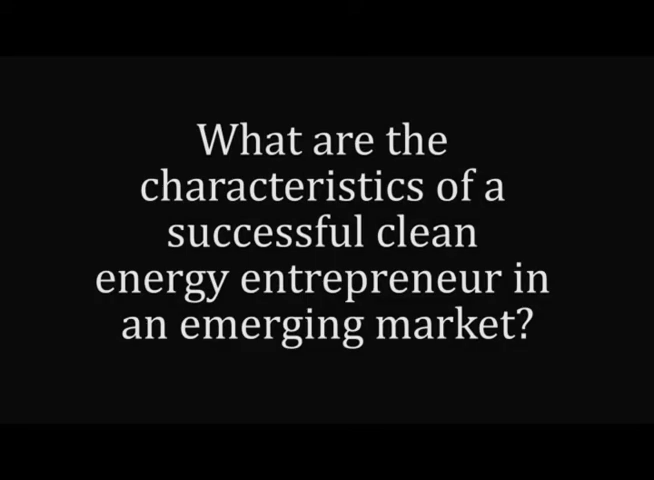 What are the
characteristics of a
successful clean
energy entrepreneur in
an emerging market?